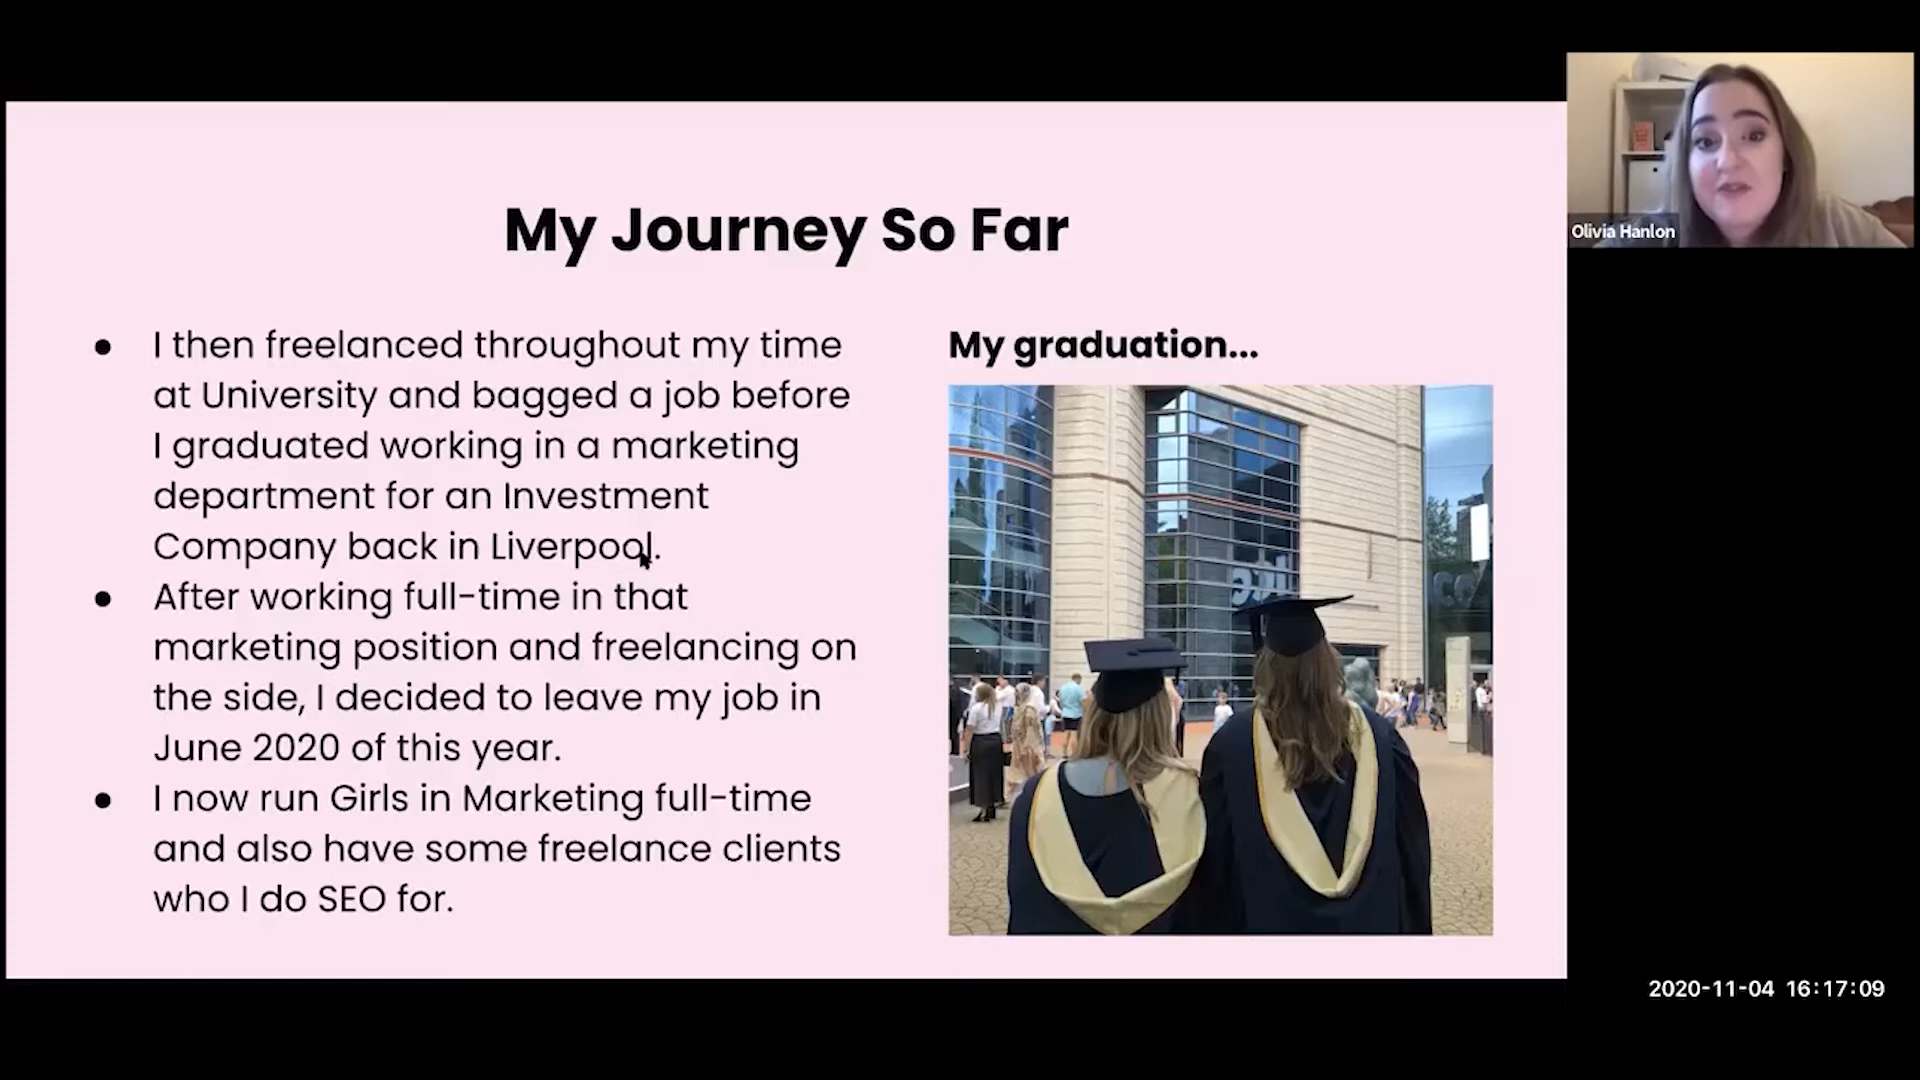 My Journey So Far
● I then freelanced throughout my time
at University and bagged a job before
I graduated working in a marketing
department for an Investment
Company back in Liverpool.
● After working full-time in that
marketing position and freelancing on
the side, I decided to leave my job in
June 2020 of this year.
● I now run Girls in Marketing full-time
and also have some freelance clients
who I do SEO for.
My graduation...
Olivia Hanlon
2020-11-04 16:17:09